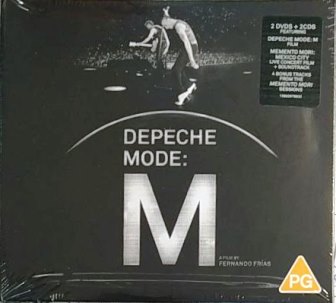 2 DVDS + 2CDS
FEATURING
DEPECHE MODE: M
FILM
MEMENTO MORI:
MEXICO CITY
LIVE CONCERT FILM
+ SOUNDTRACK
4 BONUS TRACKS
FROM THE
MEMENTO MORI
SESSIONS
DEPECHE
MODE:
M
A FILM BY
FERNANDO FRÍAS
PG